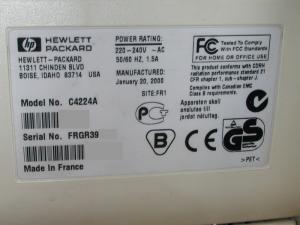 hp
HEWLETT
PACKARD
HEWLETT-PACKARD
11311 CHINDEN BLVD
BOISE, IDAHO 83714 USA
Model No. C4224A
Serial No. FRGR39
Made in France
POWER RATING:
220-240V ~ AC
50/60 HZ, 1.5A
MANUFACTURED
January 20, 2000
SITE:FR1
FC Tested To Comply
With FCC Standards
FOR HOME OR OFFICE USE
Product conforms with CDRH
radiation performance standard 21
CFR chapter 1, sub-chapter J.
Complies with Canadian EMC
Class B requirements.
Apparaten skall
anslutas till
jordat nätuttag.
B
CE
GS
>PET<